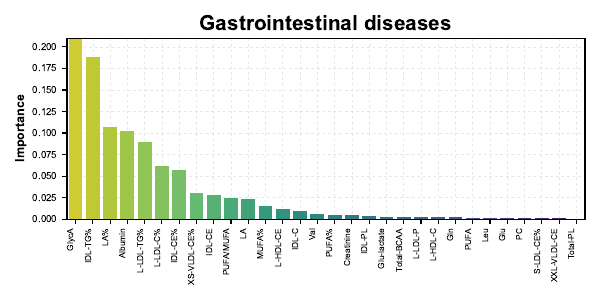 Gastrointestinal diseases
Importance
0.200
0.175
0.150
0.125
0.100
0.075
0.050
0.025
0.000
GlycA
IDL-TG%
LA%
Albumin
L-LDL-TG%
L-LDL-C%
IDL-CE%
XS-VLDL-CE%
IDL-CE
PUFA/MUFA
LA
MUFA%
L-HDL-CE
IDL-C
Val
PUFA%
Creatinine
IDL-PL
Glu-lactate
Total-BCAA
L-LDL-P
L-HDL-C
Gln
PUFA
Leu
Glu
PC
S-LDL-CE%
XXL-VLDL-CE
Total-PL